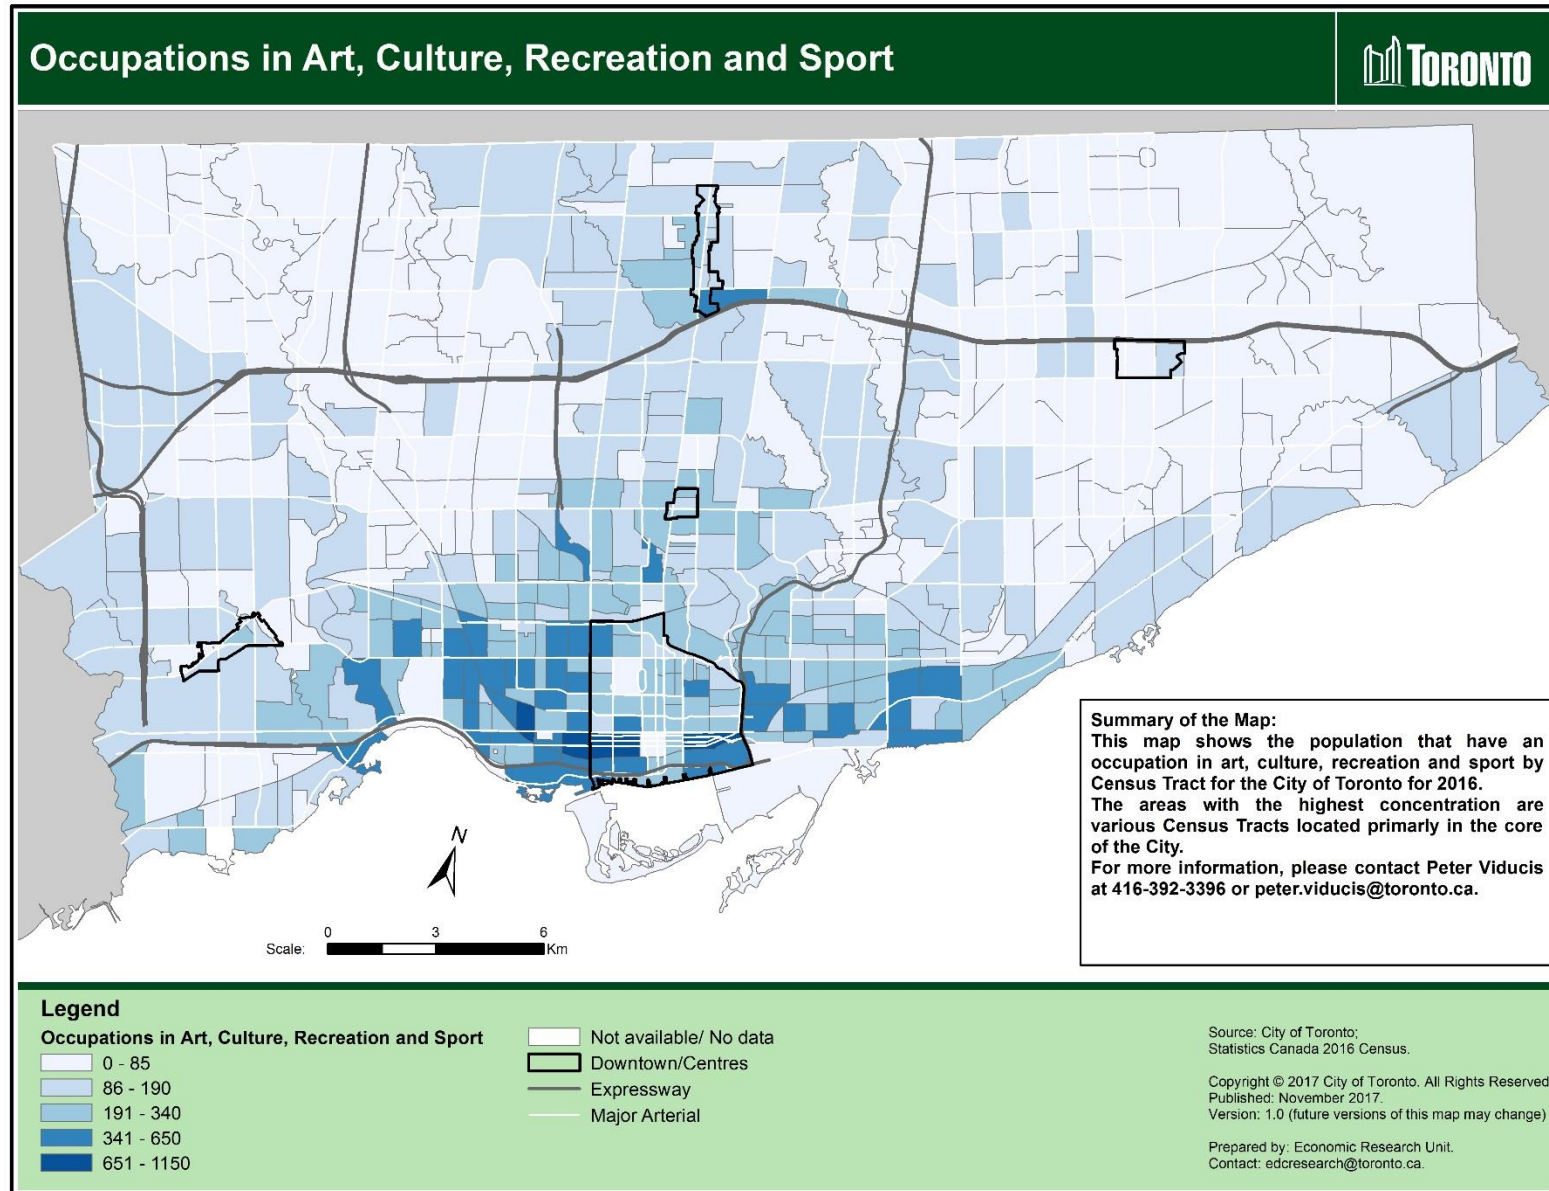 Occupations in Art, Culture, Recreation and Sport
TORONTO
N
Summary of the Map:
This map shows the population that have an
occupation in art, culture, recreation and sport by
Census Tract for the City of Toronto for 2016.
The areas with the highest concentration are
various Census Tracts located primarly in the core
of the City.
For more information, please contact Peter Viducis
at 416-392-3396 or peter.viducis@toronto.ca.
0 3 6
Scale: Km
Legend
Occupations in Art, Culture, Recreation and Sport
0 - 85
86 - 190
191 - 340
341 - 650
651 - 1150
Not available/ No data
Downtown/Centres
Expressway
Major Arterial
Source: City of Toronto;
Statistics Canada 2016 Census.
Copyright © 2017 City of Toronto. All Rights Reserved
Published: November 2017.
Version: 1.0 (future versions of this map may change)
Prepared by: Economic Research Unit.
Contact: edcresearch@toronto.ca.